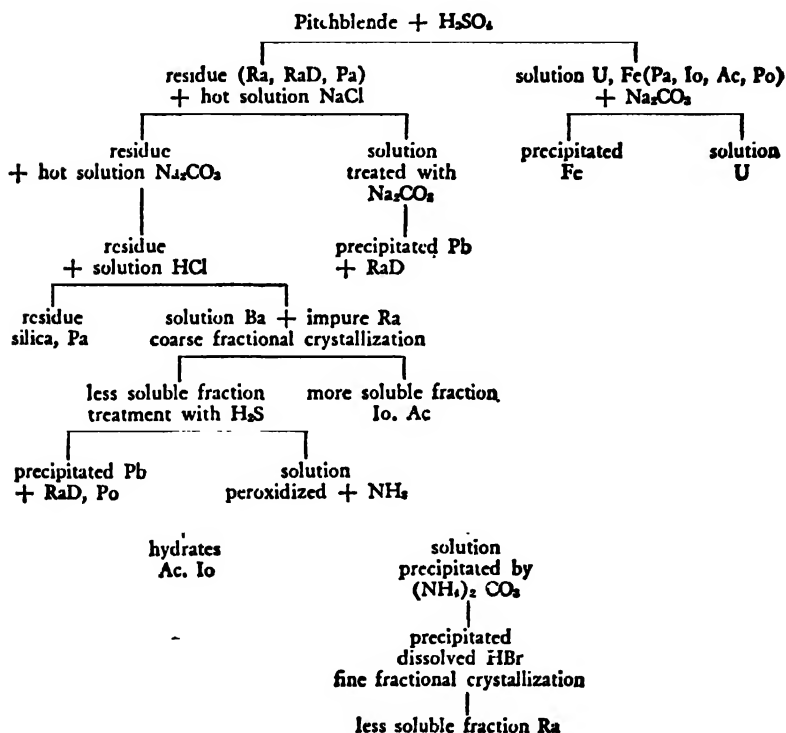 Pitchblende + H₂SO₄
residue (Ra, RaD, Pa)
+ hot solution NaCl
solution U, Fe(Pa, Io, Ac, Po)
+ Na₂CO₃
residue
+ hot solution Na₂CO₃
solution
treated with
Na₂CO₃
precipitated
Fe
solution
U
residue
+ solution HCl
precipitated Pb
+ RaD
residue
silica, Pa
solution Ba + impure Ra
coarse fractional crystallization
less soluble fraction
treatment with H₂S
more soluble fraction
Io. Ac
precipitated Pb
+ RaD, Po
solution
peroxidized + NH₃
hydrates
Ac. Io
solution
precipitated by
(NH₄)₂ CO₃
precipitated
dissolved HBr
fine fractional crystallization
less soluble fraction Ra